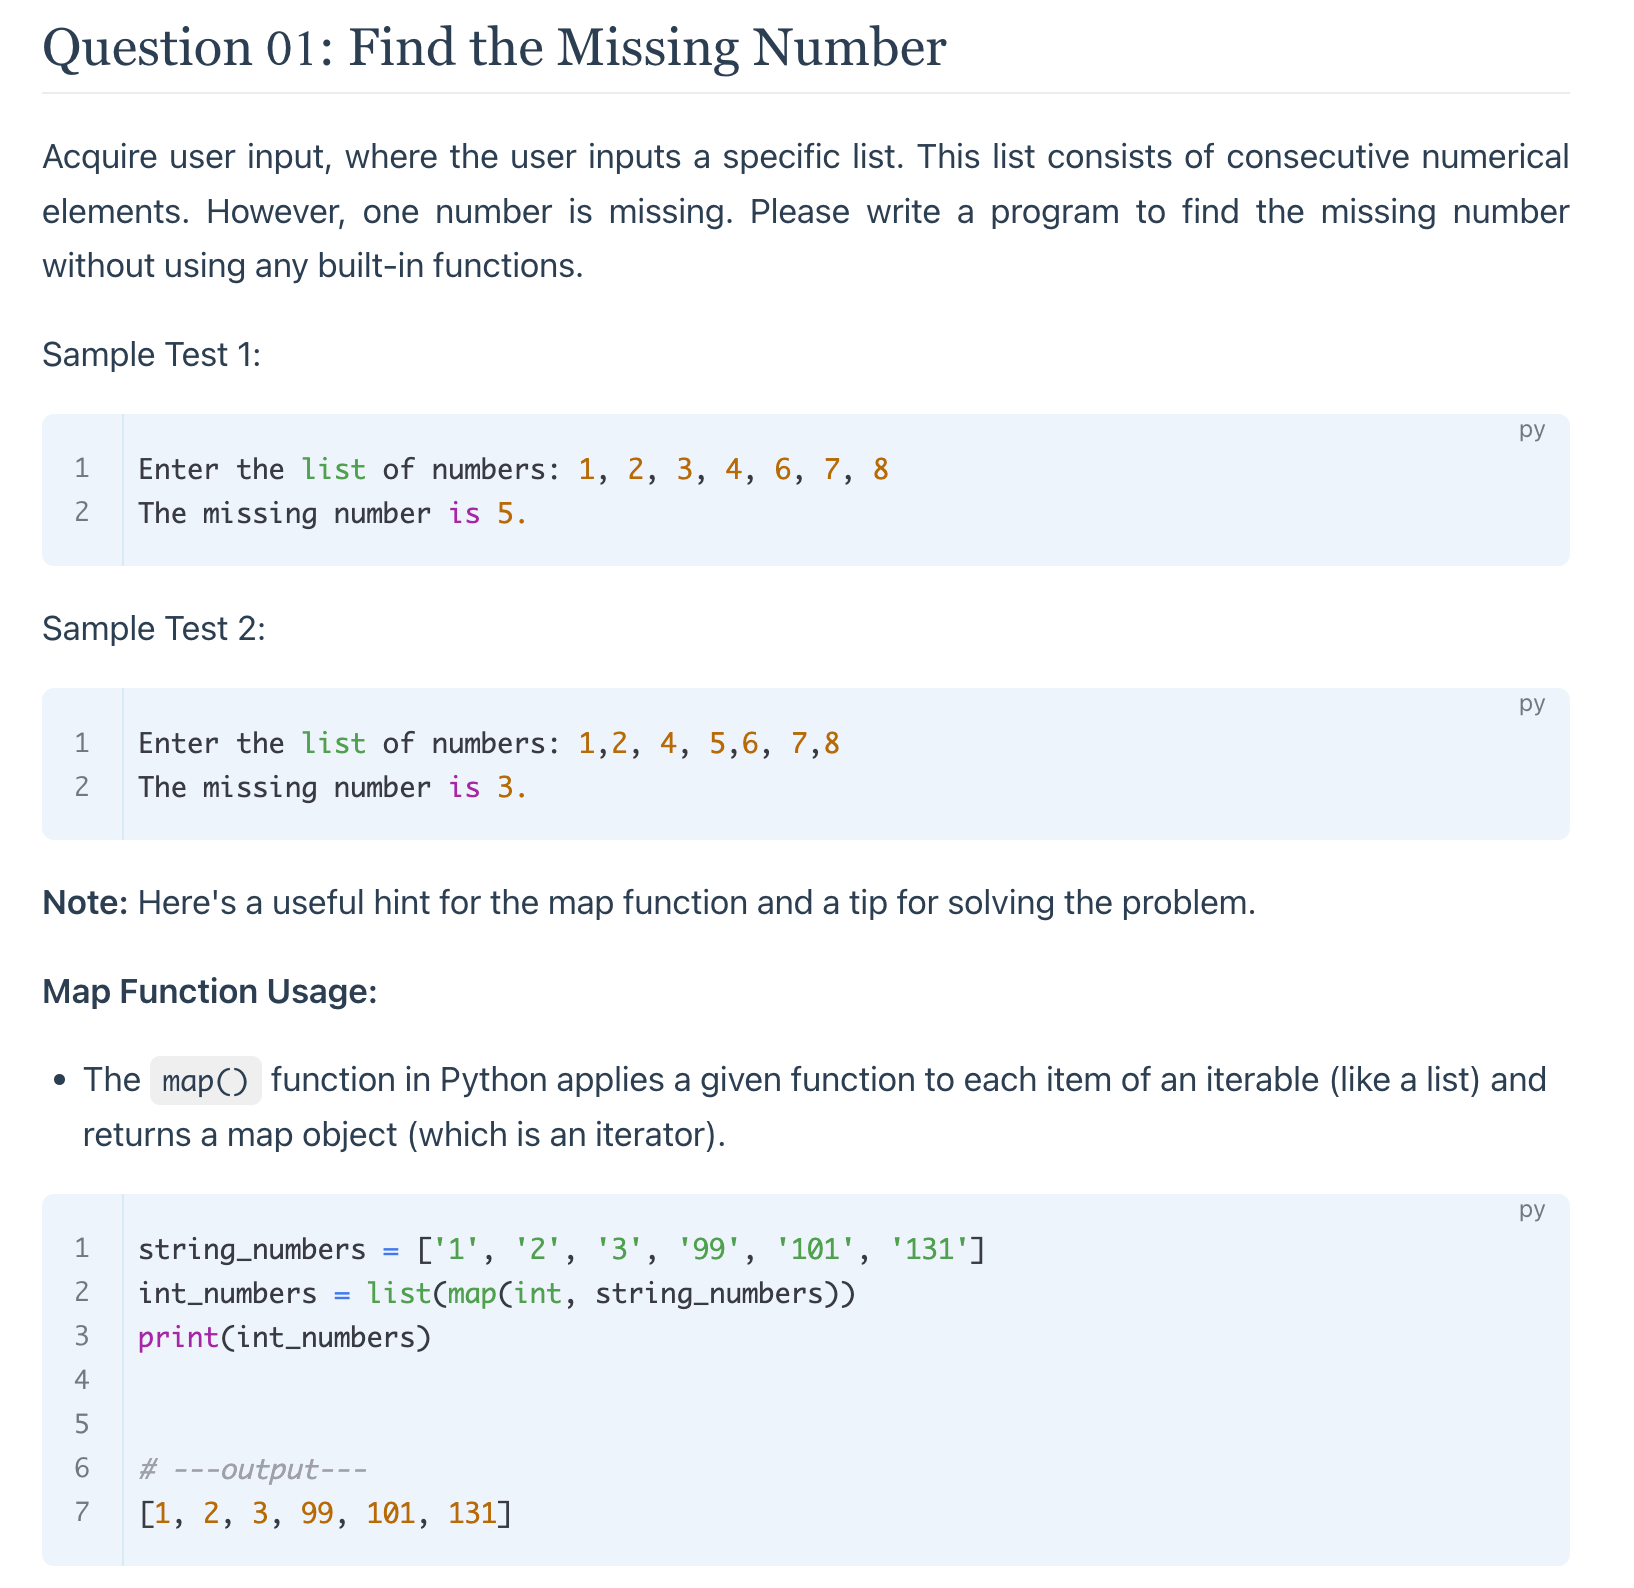 Question 01: Find the Missing Number
Acquire user input, where the user inputs a specific list. This list consists of consecutive numerical
elements. However, one number is missing. Please write a program to find the missing number
without using any built-in functions.
Sample Test 1:
py
1 Enter the list of numbers: 1, 2, 3, 4, 6, 7, 8
2 The missing number is 5.
Sample Test 2:
py
1 Enter the list of numbers: 1,2, 4, 5,6, 7,8
2 The missing number is 3.
Note: Here's a useful hint for the map function and a tip for solving the problem.
Map Function Usage:
• The map() function in Python applies a given function to each item of an iterable (like a list) and
returns a map object (which is an iterator).
py
1 string_numbers = ['1', '2', '3', '99', '101', '131']
2 int_numbers = list(map(int, string_numbers))
3 print(int_numbers)
4
5
6 # ---output---
7 [1, 2, 3, 99, 101, 131]